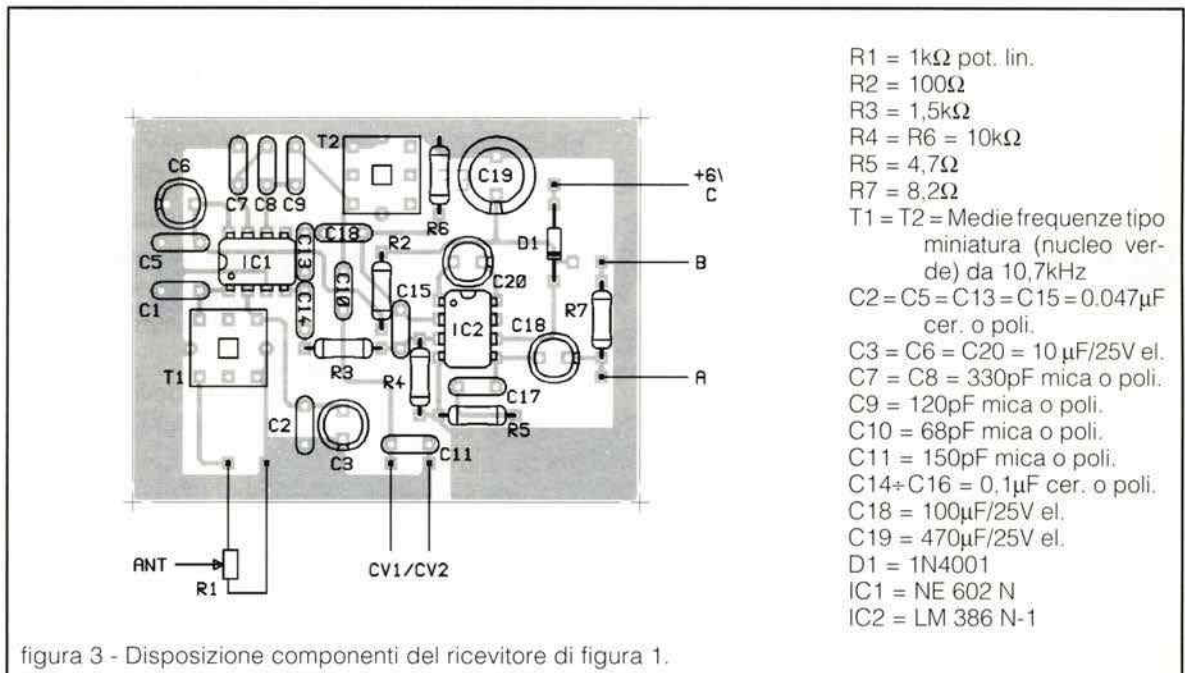 T2
C6
C19
+6\
C
C7
C8
C9
C13
C18
R6
R2
D1
C5
IC1
C20
B
C10
C15
C1
C14
IC2
C18
R7
R3
R4
T1
A
C17
C2
R5
C3
C11
ANT
R1
CV1/CV2
R1 = 1kΩ pot. lin.
R2 = 100Ω
R3 = 1,5kΩ
R4 = R6 = 10kΩ
R5 = 4,7Ω
R7 = 8,2Ω
T1 = T2 = Medie frequenze tipo
miniatura (nucleo ver-
de) da 10,7kHz
C2 = C5 = C13 = C15 = 0.047µF
cer. o poli.
C3 = C6 = C20 = 10 µF/25V el.
C7 = C8 = 330pF mica o poli.
C9 = 120pF mica o poli.
C10 = 68pF mica o poli.
C11 = 150pF mica o poli.
C14÷C16 = 0,1µF cer. o poli.
C18 = 100µF/25V el.
C19 = 470µF/25V el.
D1 = 1N4001
IC1 = NE 602 N
IC2 = LM 386 N-1
figura 3 - Disposizione componenti del ricevitore di figura 1.